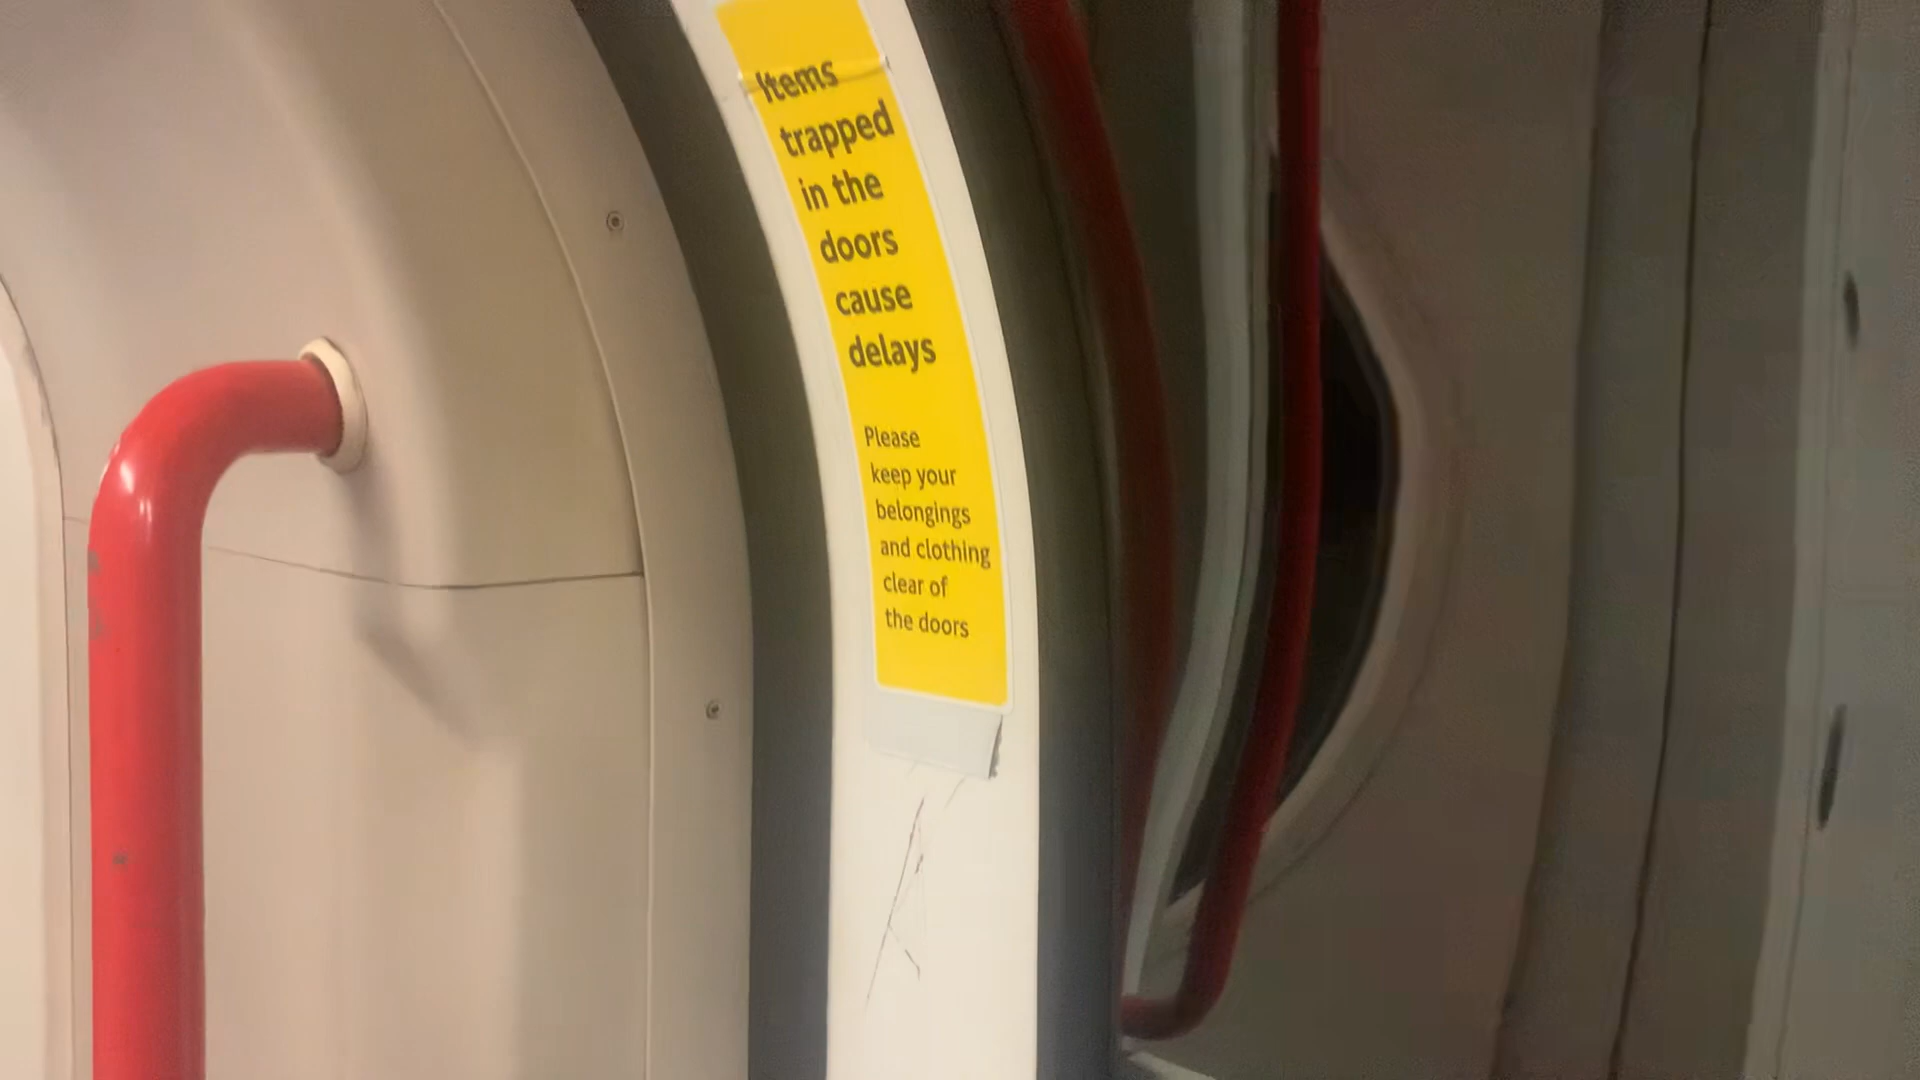 Items
trapped
in the
doors
cause
delays
Please
keep your
belongings
and clothing
clear of
the doors